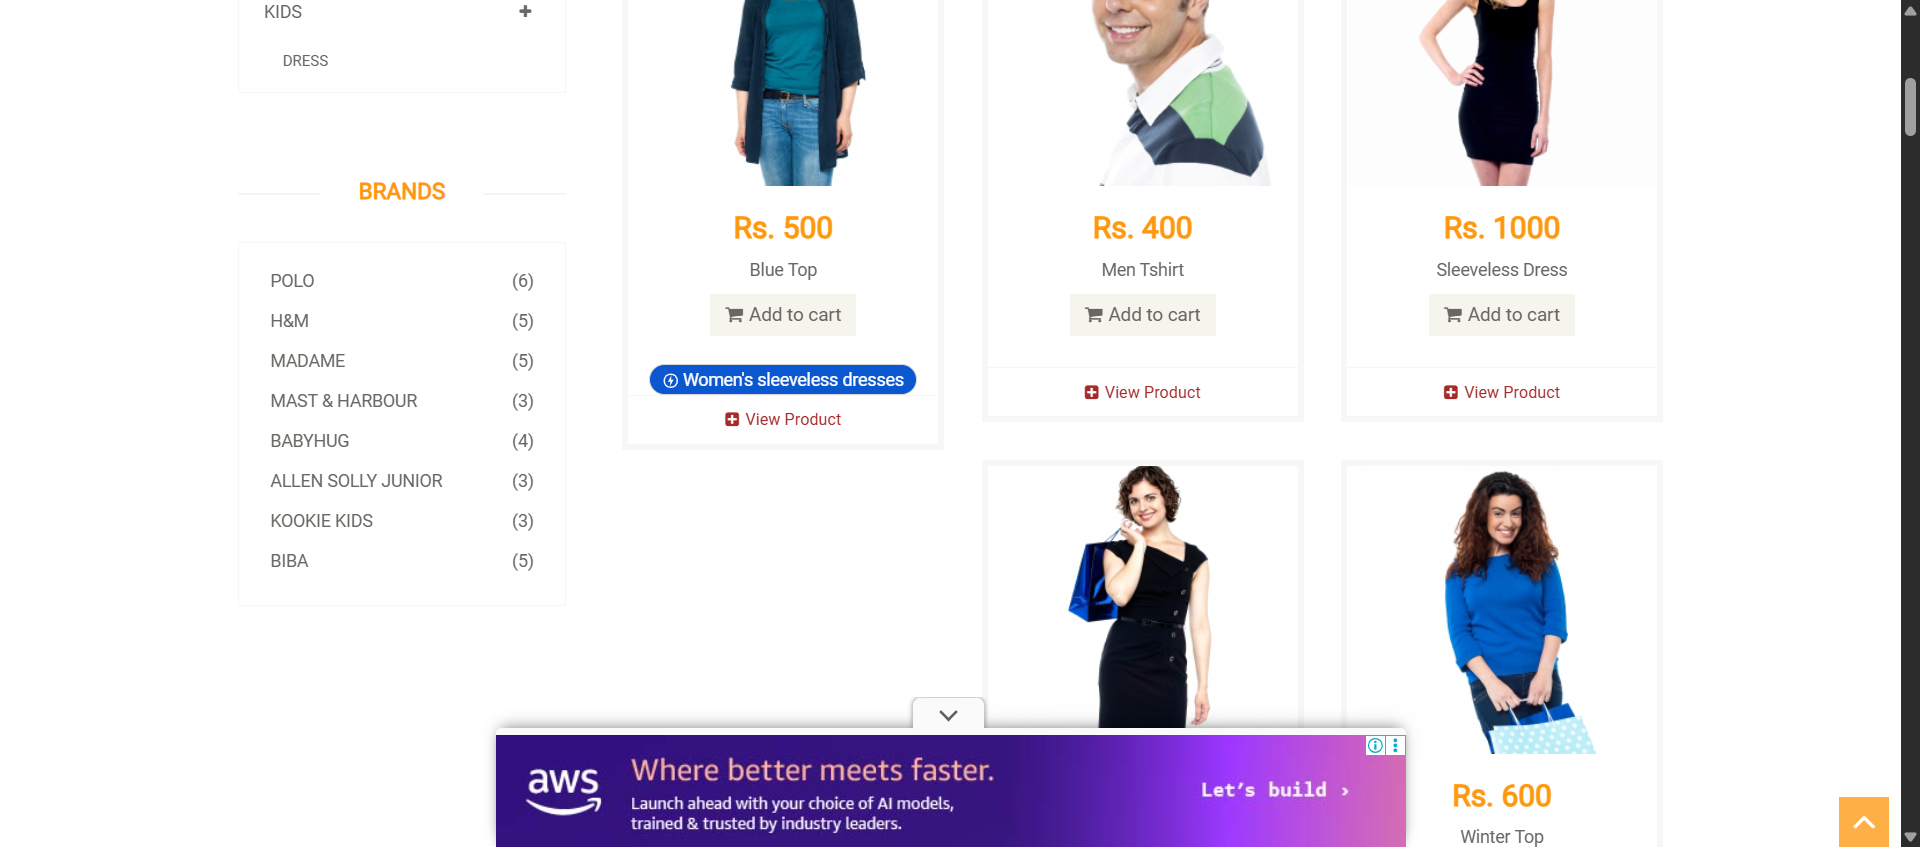 KIDS
DRESS
BRANDS
POLO (6)
H&M (5)
MADAME (5)
MAST & HARBOUR (3)
BABYHUG (4)
ALLEN SOLLY JUNIOR (3)
KOOKIE KIDS (3)
BIBA (5)
Rs. 500
Blue Top
Add to cart
Women's sleeveless dresses
View Product
Rs. 400
Men Tshirt
Add to cart
View Product
Rs. 1000
Sleeveless Dress
Add to cart
View Product
Rs. 600
Winter Top
aws
Where better meets faster.
Launch ahead with your choice of AI models,
trained & trusted by industry leaders.
Let's build ›